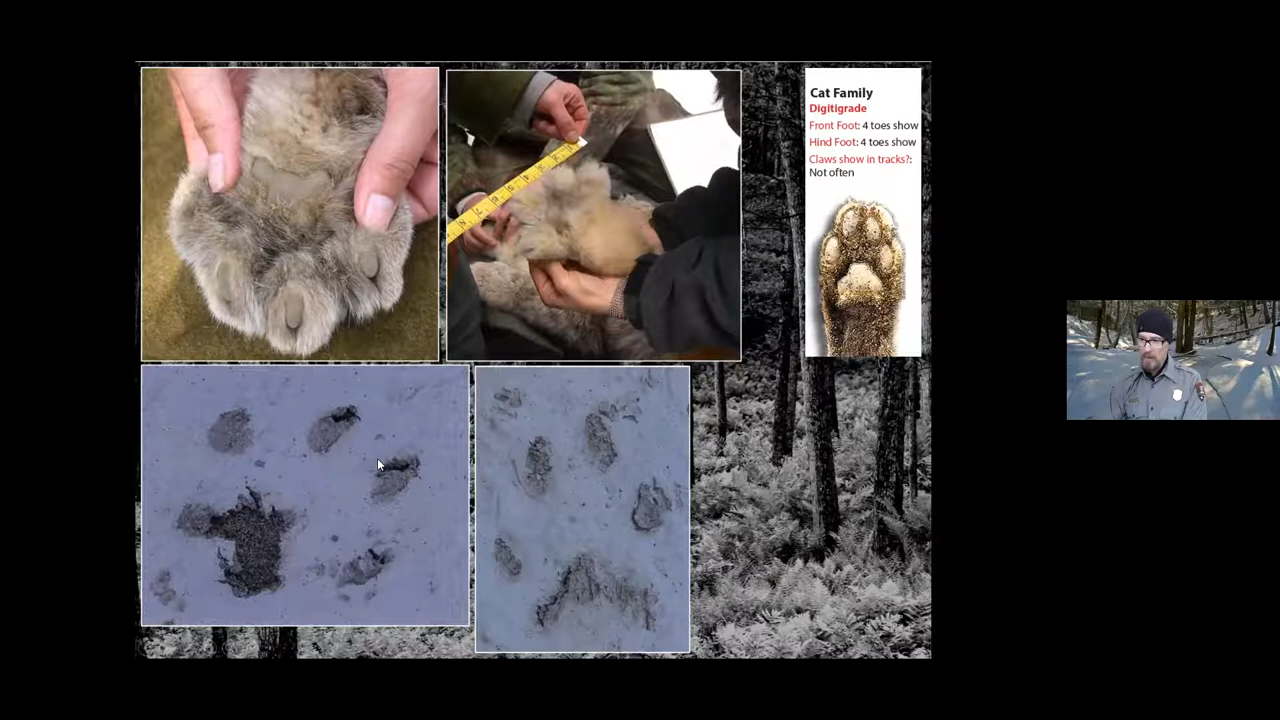 Cat Family
Digitigrade
Front Foot: 4 toes show
Hind Foot: 4 toes show
Claws show in tracks?:
Not often